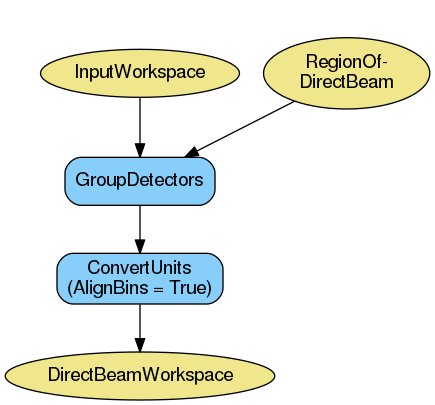 InputWorkspace
RegionOf-
DirectBeam
GroupDetectors
ConvertUnits
(AlignBins = True)
DirectBeamWorkspace